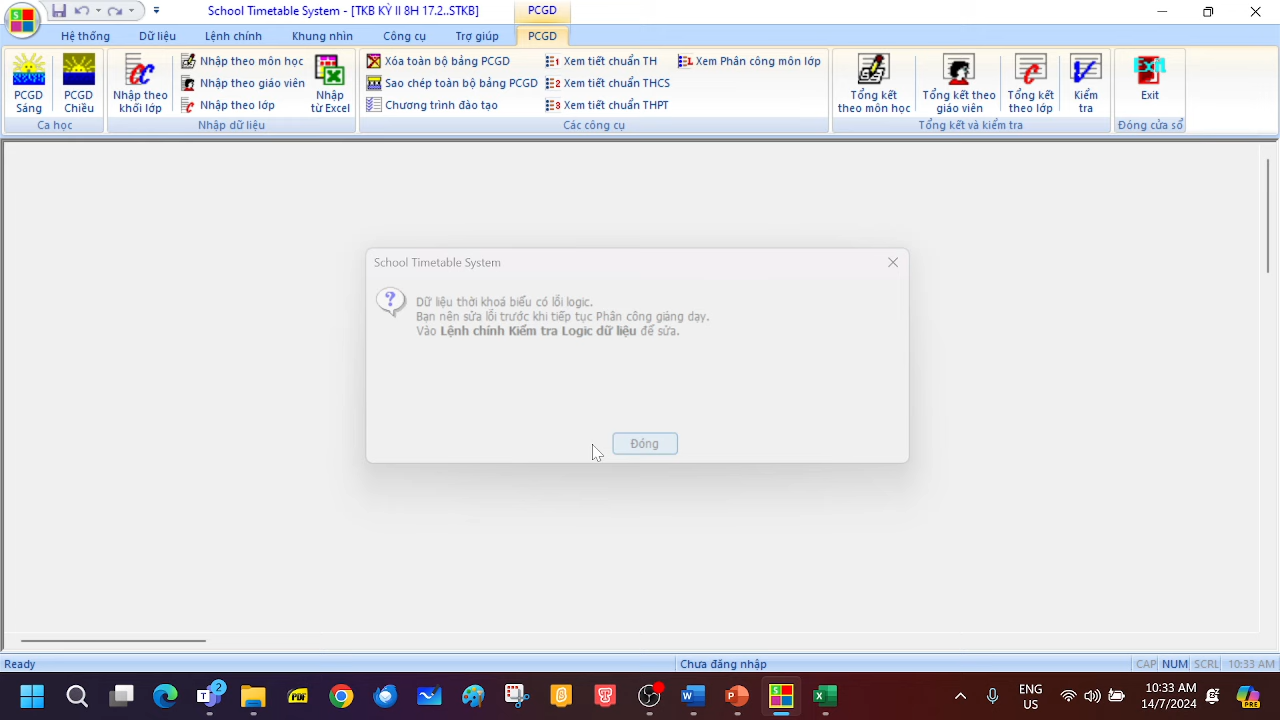 School Timetable System - [TKB KỲ II 8H 17.2..STKB]
PCGD
Hệ thống
Dữ liệu
Lệnh chính
Khung nhìn
Công cụ
Trợ giúp
PCGD
PCGD Sáng
PCGD Chiều
Ca học
Nhập theo khối lớp
Nhập theo môn học
Nhập theo giáo viên
Nhập theo lớp
Nhập từ Excel
Nhập dữ liệu
Xóa toàn bộ bảng PCGD
Sao chép toàn bộ bảng PCGD
Chương trình đào tạo
Xem tiết chuẩn TH
Xem tiết chuẩn THCS
Xem tiết chuẩn THPT
Xem Phân công môn lớp
Các công cụ
Tổng kết theo môn học
Tổng kết theo giáo viên
Tổng kết theo lớp
Kiểm tra
Tổng kết và kiểm tra
Exit
Exit
Đóng cửa sổ
School Timetable System
Dữ liệu thời khoá biểu có lỗi logic.
Bạn nên sửa lỗi trước khi tiếp tục Phân công giảng dạy.
Vào Lệnh chính Kiểm tra Logic dữ liệu để sửa.
Đóng
Ready
Chưa đăng nhập
CAP NUM SCRL 10:33 AM
2
PDF
ENG
US
10:33 AM
14/7/2024
PRE